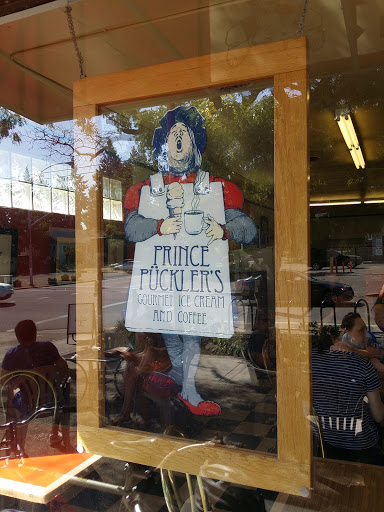 PRINCE
PÜCKLER'S
GOURMET ICE CREAM
AND COFFEE